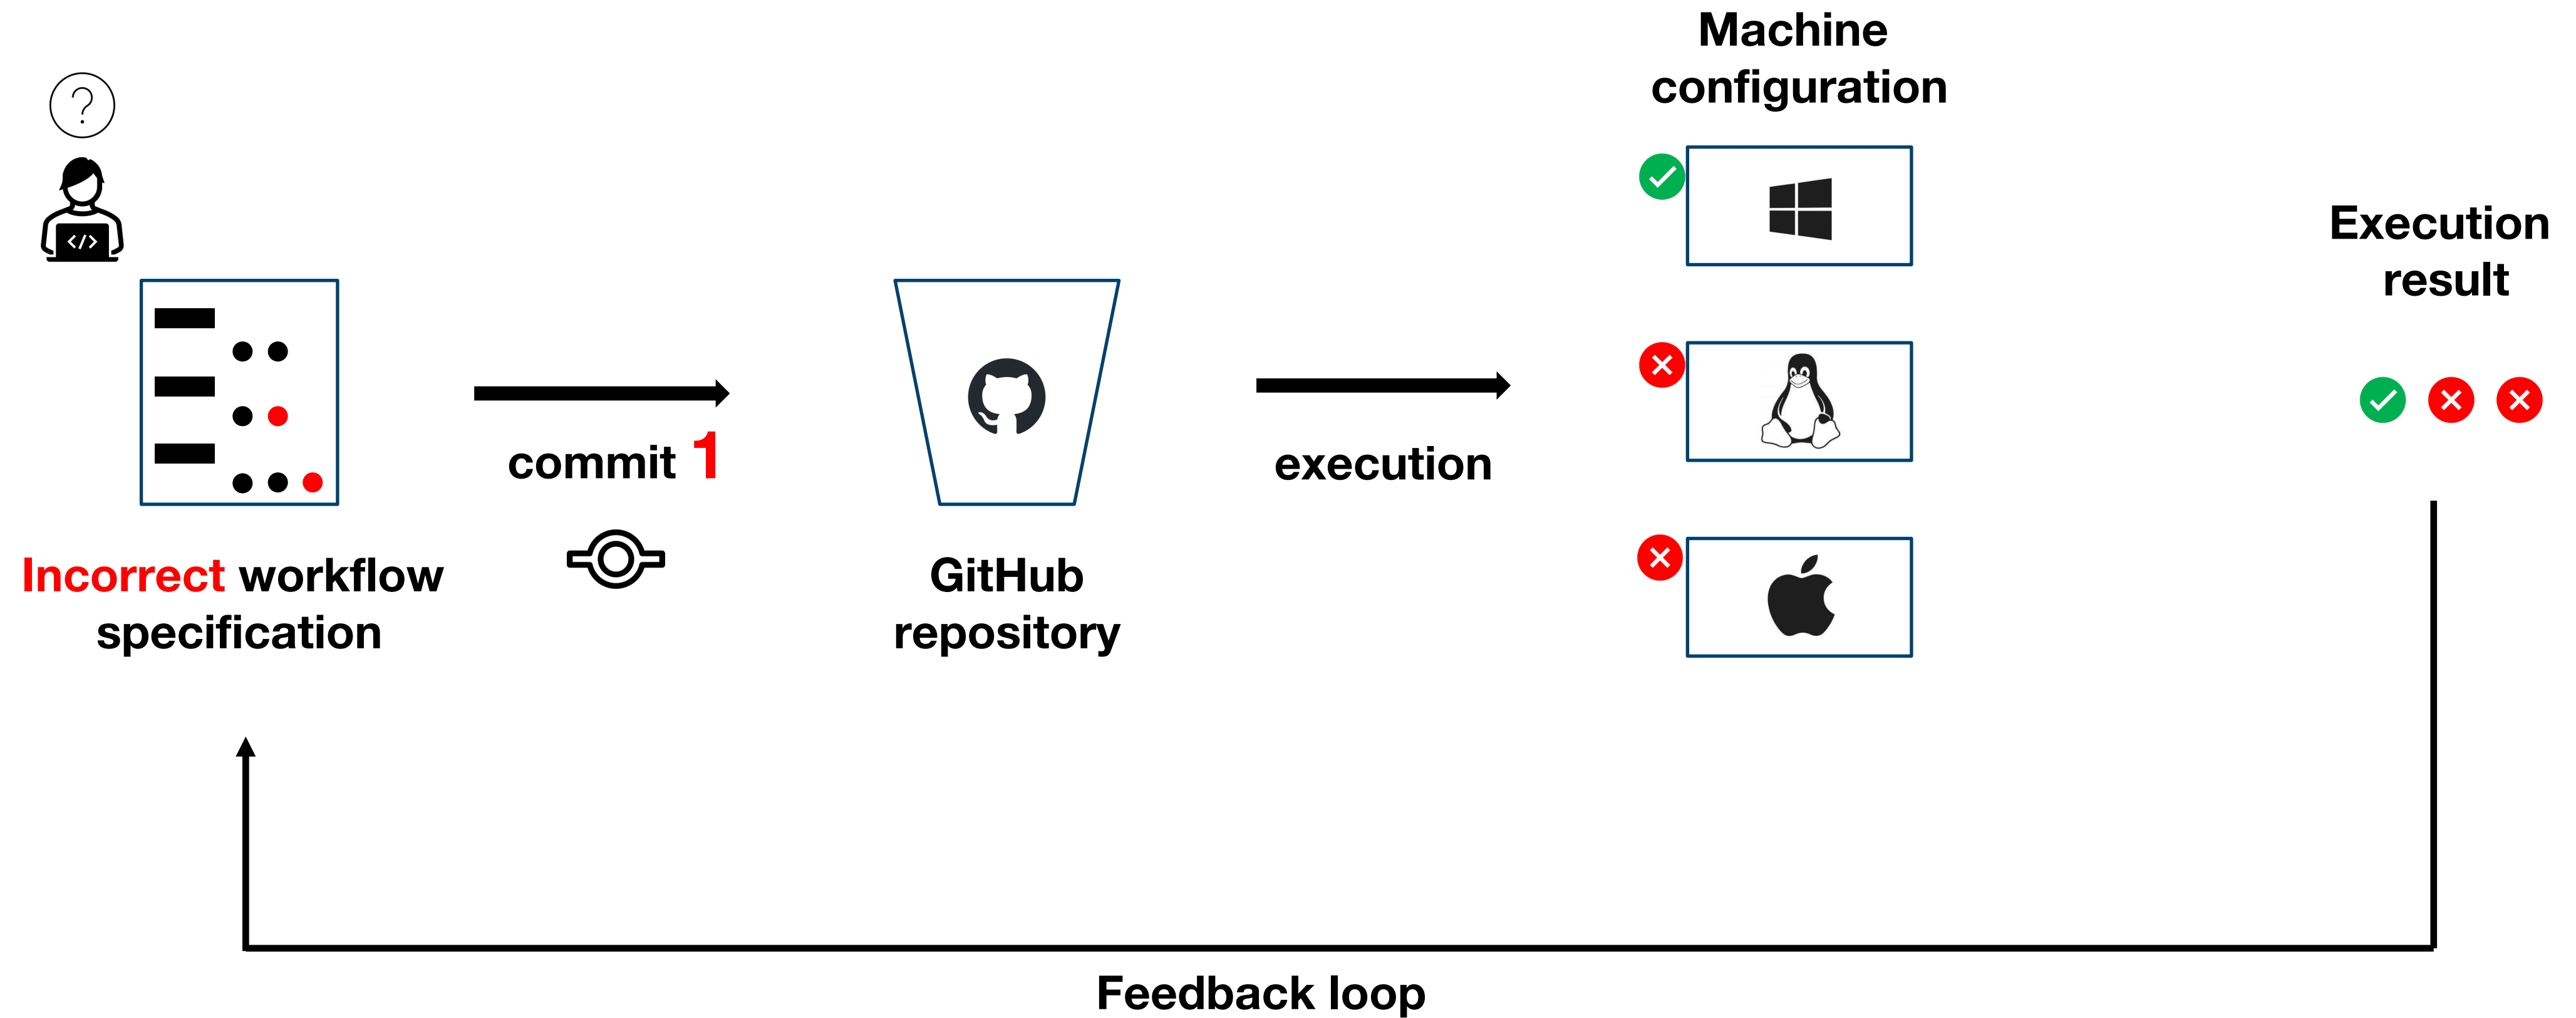 Machine
configuration
?
</>
Execution
result
commit 1
execution
Incorrect workflow
specification
GitHub
repository
Feedback loop